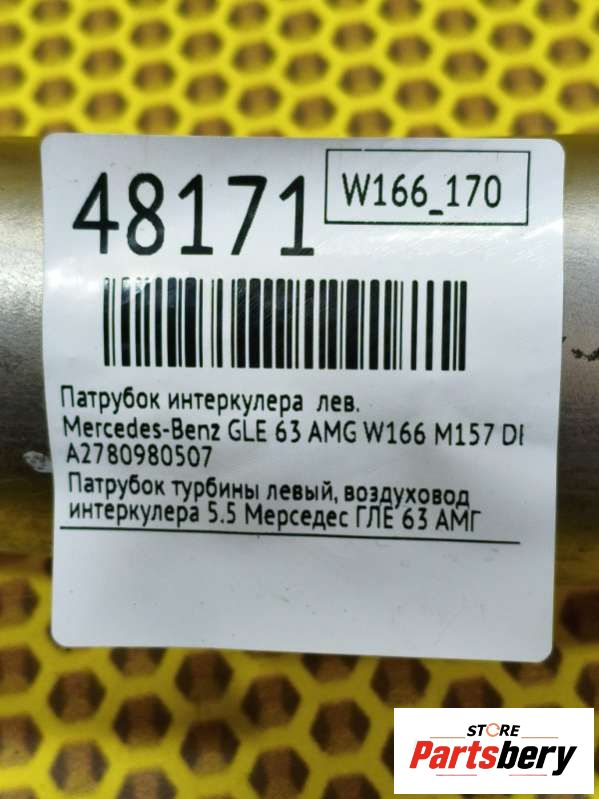 48171
W166_170
Патрубок интеркулера лев.
Mercedes-Benz GLE 63 AMG W166 M157
A2780980507
Патрубок турбины левый, воздуховод
интеркулера 5.5 Мерседес ГЛЕ 63 АМГ
STORE
Partsbery